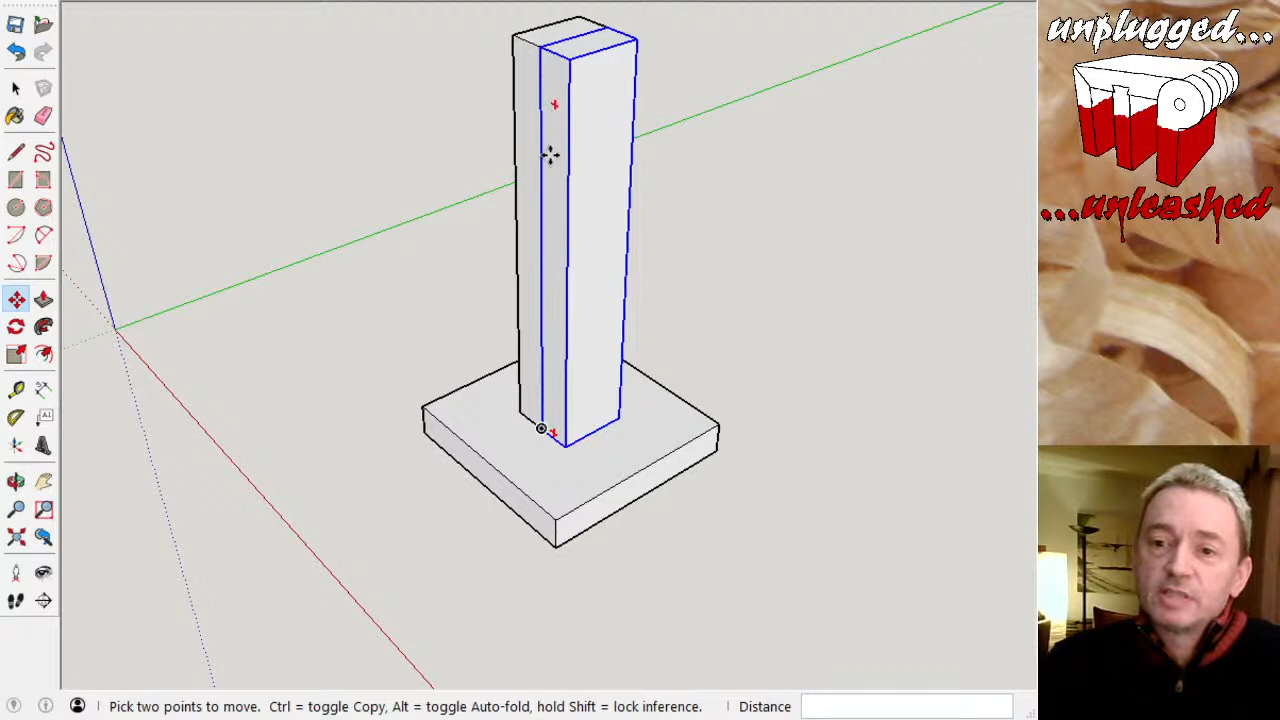 unplugged...
...unleashed
A1
Pick two points to move. Ctrl = toggle Copy, Alt = toggle Auto-fold, hold Shift = lock inference.
Distance